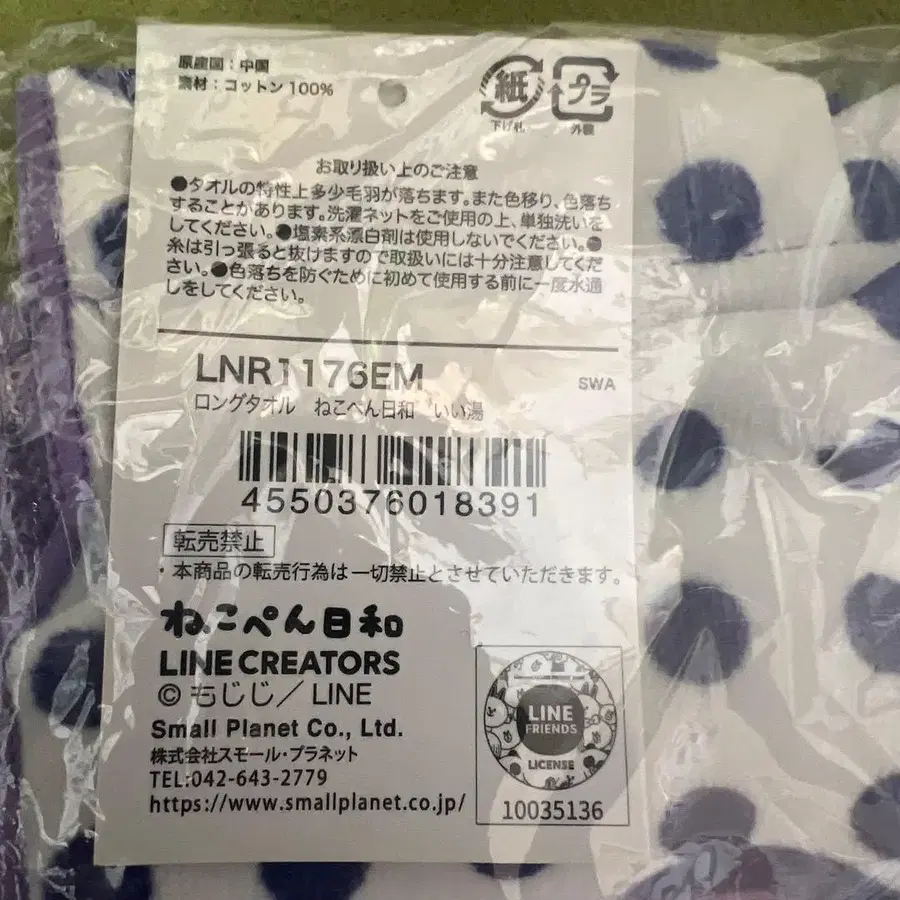 原産国：中国
素材：コットン 100%
紙
下げ札
プラ
外装
お取り扱い上のご注意
●タオルの特性上多少毛羽が落ちます。また色移り、色落ち
することがあります。洗濯ネットをご使用の上、単独洗いを
してください。●塩素系漂白剤は使用しないでください。●
糸は引っ張ると抜けますので取扱いには十分注意してくだ
さい。●色落ちを防ぐために初めて使用する前に一度水通
しをしてください。
LNR1176EM
SWA
ロングタオル ねこぺん日和 いい湯
4550376018391
転売禁止
・本商品の転売行為は一切禁止とさせていただきます。
ねこぺん日和
LINE CREATORS
© もじじ／LINE
Small Planet Co., Ltd.
株式会社スモール・プラネット
TEL:042-643-2779
https://www.smallplanet.co.jp/
LINE
FRIENDS
LICENSE
10035136